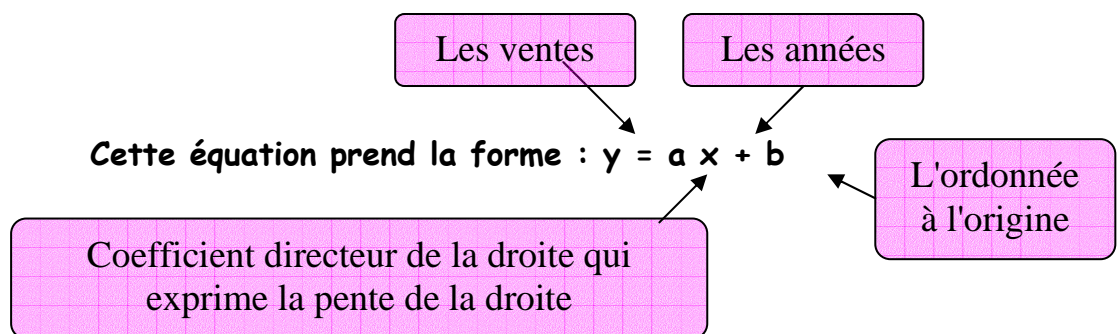 Les ventes
Les années
Cette équation prend la forme : y = a x + b
L'ordonnée
à l'origine
Coefficient directeur de la droite qui
exprime la pente de la droite